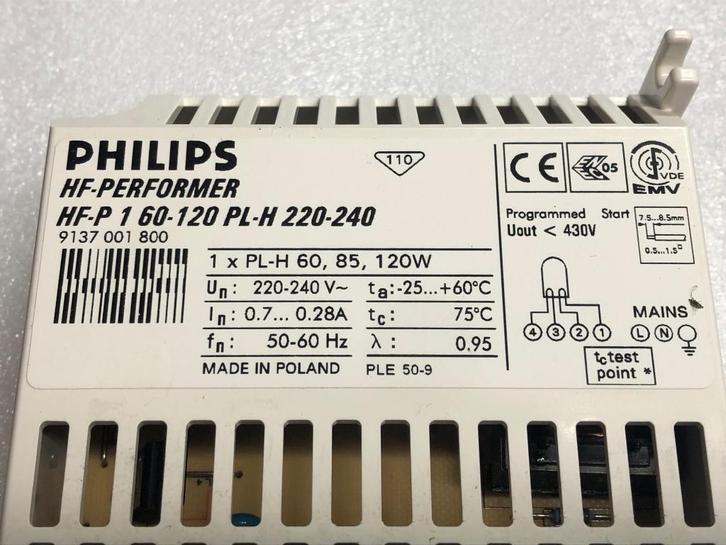 PHILIPS
HF-PERFORMER
HF-P 1 60-120 PL-H 220-240
9137 001 800
110
CE
ENEC 05
VDE
EMV
1 x PL-H 60, 85, 120W
Un: 220-240 V~ ta: -25...+60°C
In: 0.7... 0.28A tc: 75°C
fn: 50-60 Hz λ: 0.95
MADE IN POLAND PLE 50-9
Programmed Start
Uout < 430V
7.5...8.5mm
0.5...1.5□
4 3 2 1
MAINS
L N
tc test
point *